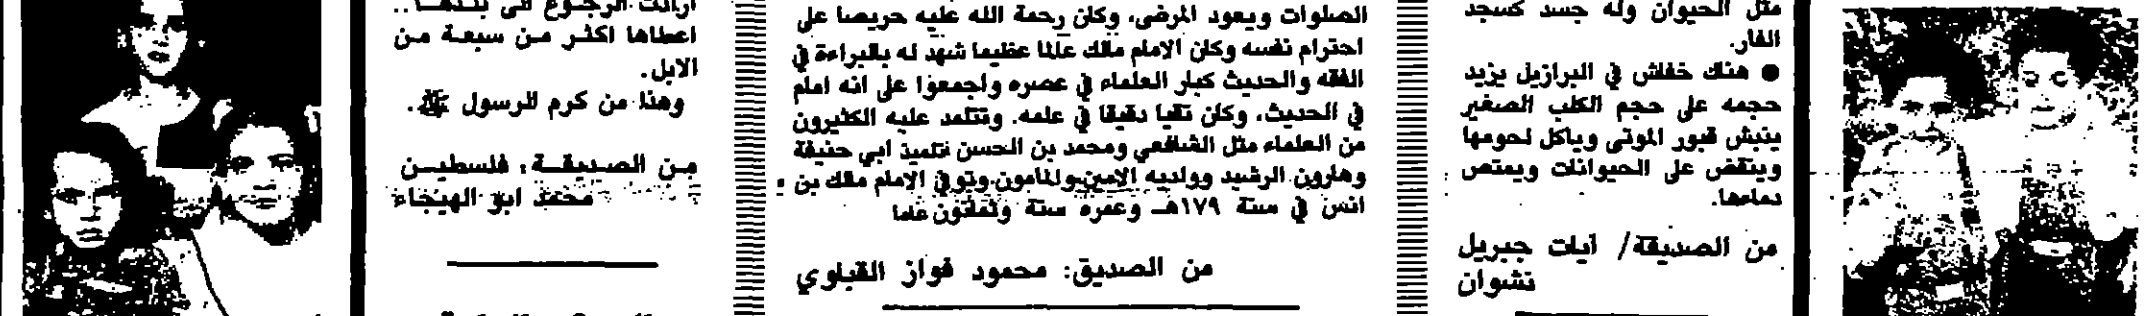 مثل الحيوان وله جسد كسجد
الفار.
● هناك خفاش في البرازيل يزيد
حجمه على حجم الكلب الصغير
ينبش قبور الموتى وياكل لحومها
وينقض على الحيوانات ويمتص
دماءها.
من الصديقة/ آيات جبريل
نشوان
الصلوات ويعود المرضى، وكان رحمة الله عليه حريصا على
احترام نفسه وكان الامام مالك عالما عظيما شهد له بالبراءة في
الفقه والحديث كبار العلماء في عصره واجمعوا على انه امام
في الحديث، وكان نقيا دقيقا في علمه. وتتلمذ عليه الكثيرون
من العلماء مثل الشافعي ومحمد بن الحسن تلميذ ابي حنيفة
وهارون الرشيد وولديه الامين والمامون وتوفي الامام مالك بن
انس في سنة ١٧٩هـ وعمره ستة وثمانون عاما
من الصديق: محمود فواز القبلوي
ارادت الرجوع الى بلدها..
اعطاها اكثر من سبعة من
الابل.
وهذا من كرم الرسول ﷺ.
من الصديقة: فلسطين
محمد ابو الهيجاء